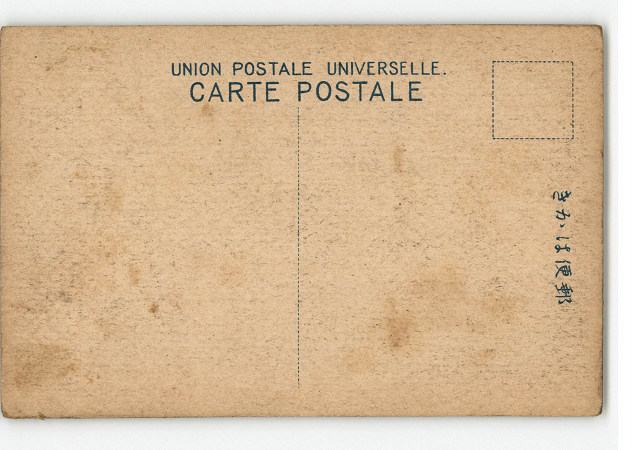 UNION POSTALE UNIVERSELLE.
CARTE POSTALE
郵便はがき